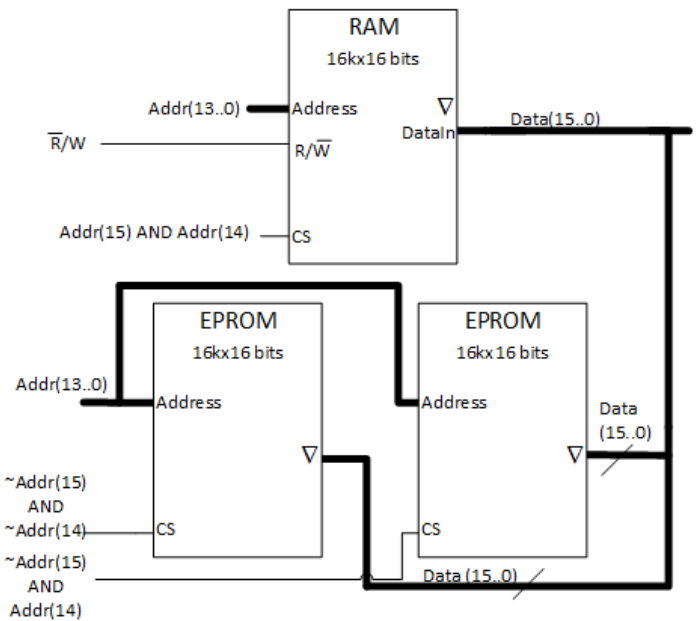 RAM
16kx16 bits
Addr(13..0)
Address
∇
Data(15..0)
DataIn
R̅/W
R/W̅
Addr(15) AND Addr(14)
CS
EPROM
16kx16 bits
EPROM
16kx16 bits
Addr(13..0)
Address
Address
Data
(15..0)
∇
∇
~Addr(15)
AND
~Addr(14)
CS
CS
~Addr(15)
AND
Addr(14)
Data (15..0)